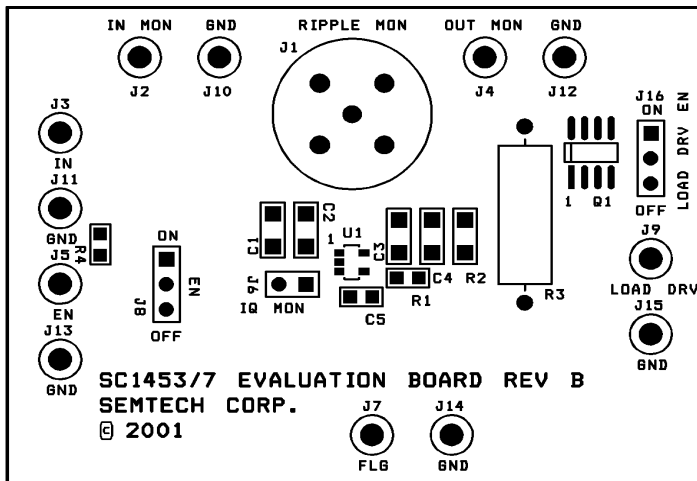 IN MON
GND
RIPPLE MON
OUT MON
GND
J1
J2
J10
J4
J12
J3
IN
J11
GND
J5
EN
J13
GND
R4
ON
J8
EN
OFF
C1
C2
J6
IQ MON
1
U1
C3
C4
R2
R1
C5
R3
1
Q1
J16
ON
LOAD DRV EN
OFF
J9
LOAD DRV
J15
GND
SC1453/7 EVALUATION BOARD REV B
SEMTECH CORP.
© 2001
J7
J14
FLG
GND